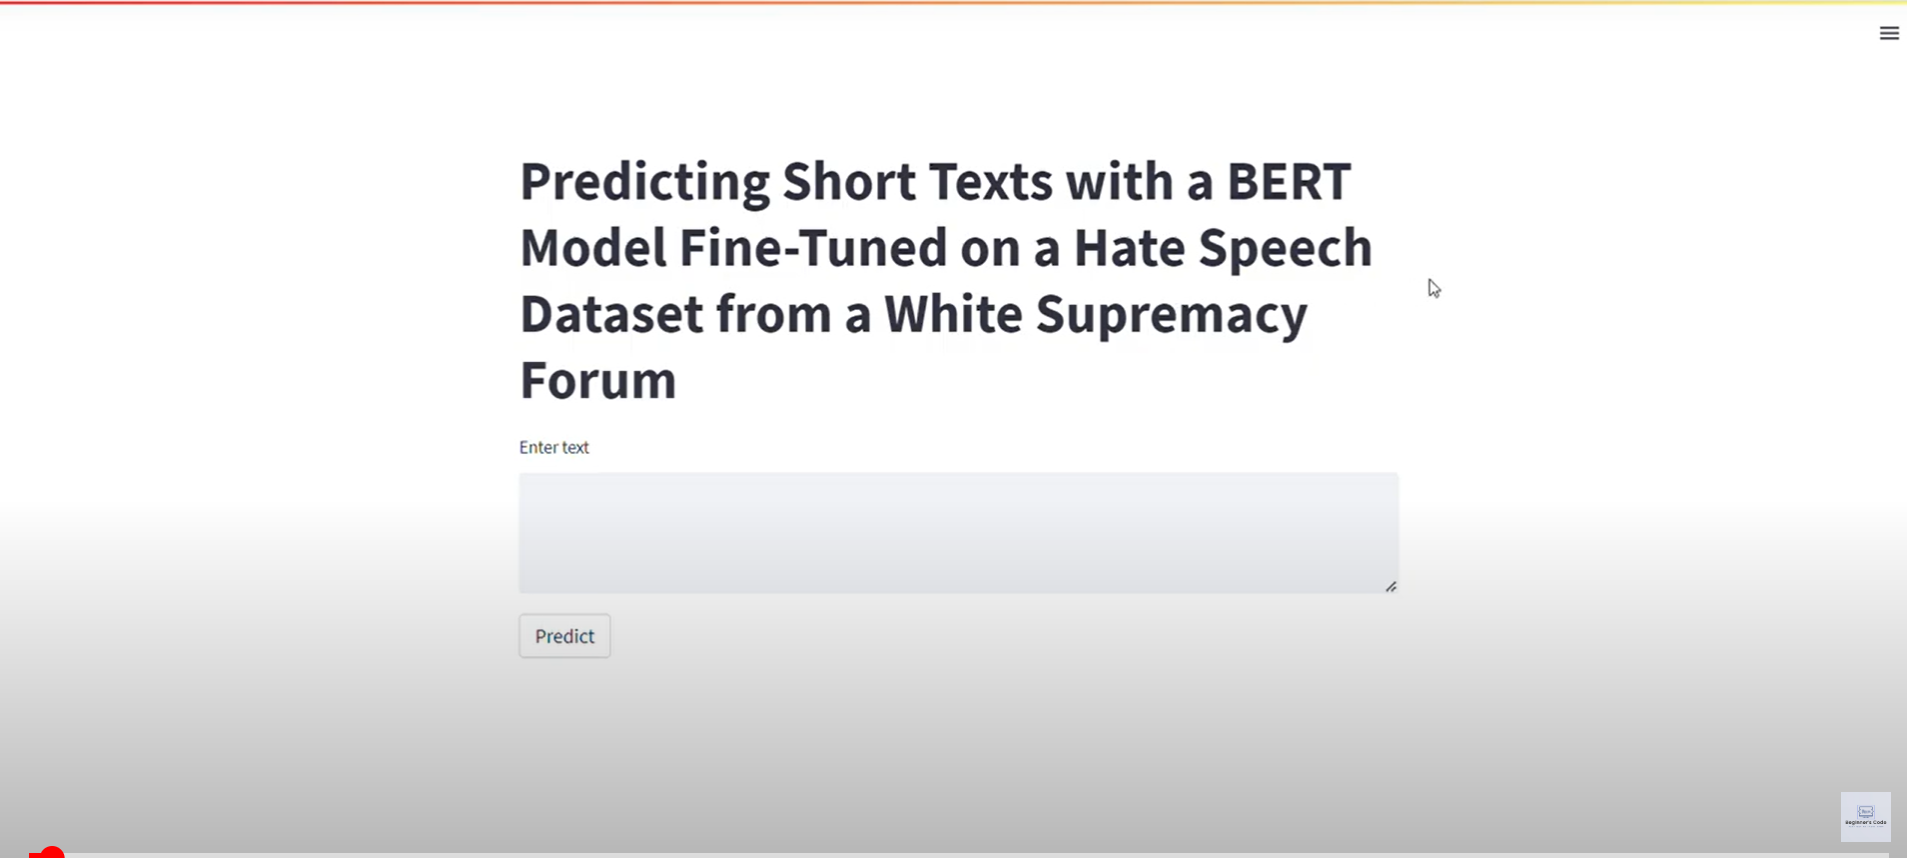 Predicting Short Texts with a BERT
Model Fine-Tuned on a Hate Speech
Dataset from a White Supremacy
Forum
Enter text
Predict
Beginner's Code